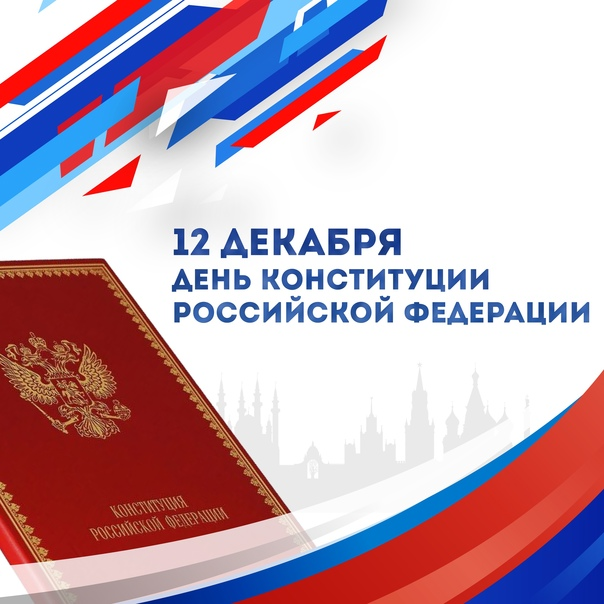 12 ДЕКАБРЯ
ДЕНЬ КОНСТИТУЦИИ
РОССИЙСКОЙ ФЕДЕРАЦИИ
КОНСТИТУЦИЯ
РОССИЙСКОЙ ФЕДЕРАЦИИ